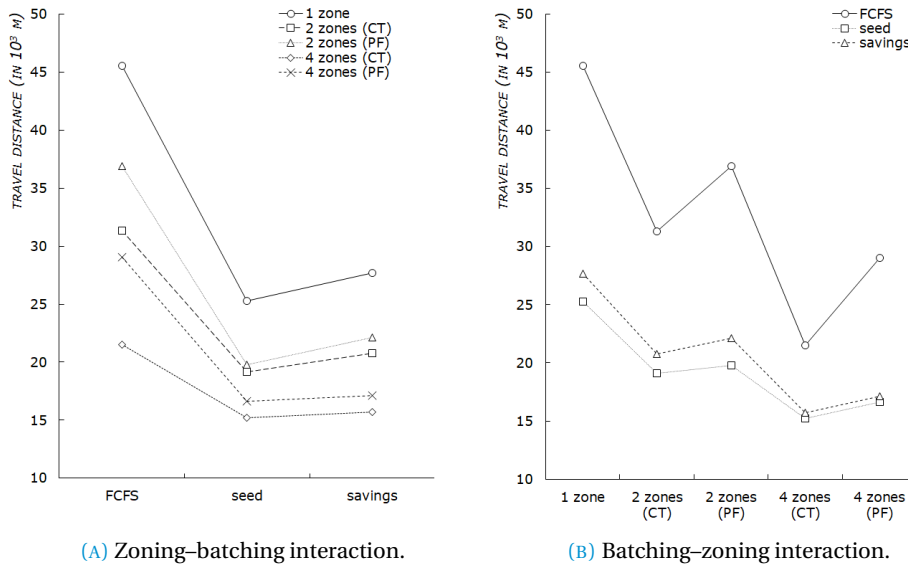 TRAVEL DISTANCE (IN 10³ M)
50
45
40
35
30
25
20
15
10
1 zone
2 zones (CT)
2 zones (PF)
4 zones (CT)
4 zones (PF)
FCFS seed savings
(A) Zoning–batching interaction.
TRAVEL DISTANCE (IN 10³ M)
50
45
40
35
30
25
20
15
10
FCFS
seed
savings
1 zone 2 zones 2 zones 4 zones 4 zones
(CT) (PF) (CT) (PF)
(B) Batching–zoning interaction.